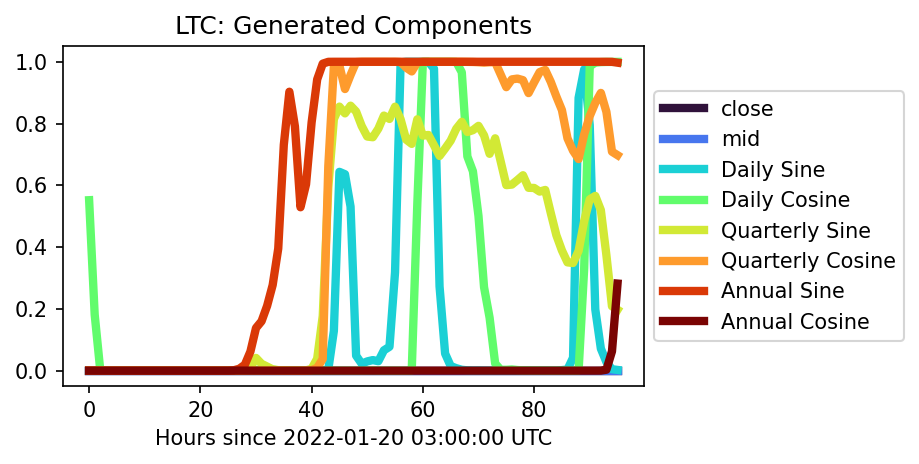 LTC: Generated Components
1.0
0.8
0.6
0.4
0.2
0.0
0
20
40
60
80
Hours since 2022-01-20 03:00:00 UTC
close
mid
Daily Sine
Daily Cosine
Quarterly Sine
Quarterly Cosine
Annual Sine
Annual Cosine